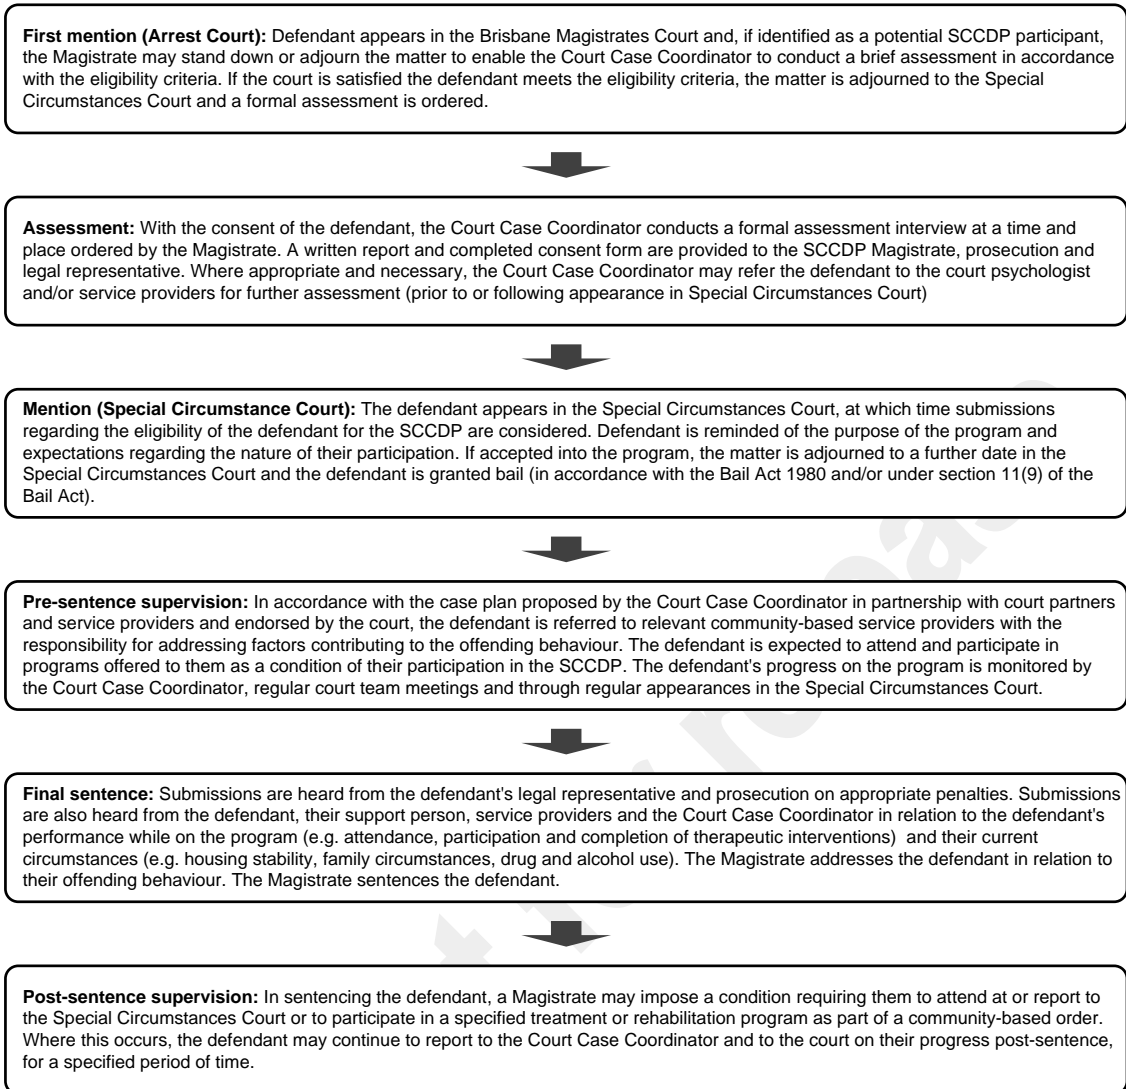 First mention (Arrest Court): Defendant appears in the Brisbane Magistrates Court and, if identified as a potential SCCDP participant,
the Magistrate may stand down or adjourn the matter to enable the Court Case Coordinator to conduct a brief assessment in accordance
with the eligibility criteria. If the court is satisfied the defendant meets the eligibility criteria, the matter is adjourned to the Special
Circumstances Court and a formal assessment is ordered.
Assessment: With the consent of the defendant, the Court Case Coordinator conducts a formal assessment interview at a time and
place ordered by the Magistrate. A written report and completed consent form are provided to the SCCDP Magistrate, prosecution and
legal representative. Where appropriate and necessary, the Court Case Coordinator may refer the defendant to the court psychologist
and/or service providers for further assessment (prior to or following appearance in Special Circumstances Court)
Mention (Special Circumstance Court): The defendant appears in the Special Circumstances Court, at which time submissions
regarding the eligibility of the defendant for the SCCDP are considered. Defendant is reminded of the purpose of the program and
expectations regarding the nature of their participation. If accepted into the program, the matter is adjourned to a further date in the
Special Circumstances Court and the defendant is granted bail (in accordance with the Bail Act 1980 and/or under section 11(9) of the
Bail Act).
Pre-sentence supervision: In accordance with the case plan proposed by the Court Case Coordinator in partnership with court partners
and service providers and endorsed by the court, the defendant is referred to relevant community-based service providers with the
responsibility for addressing factors contributing to the offending behaviour. The defendant is expected to attend and participate in
programs offered to them as a condition of their participation in the SCCDP. The defendant's progress on the program is monitored by
the Court Case Coordinator, regular court team meetings and through regular appearances in the Special Circumstances Court.
Final sentence: Submissions are heard from the defendant's legal representative and prosecution on appropriate penalties. Submissions
are also heard from the defendant, their support person, service providers and the Court Case Coordinator in relation to the defendant's
performance while on the program (e.g. attendance, participation and completion of therapeutic interventions) and their current
circumstances (e.g. housing stability, family circumstances, drug and alcohol use). The Magistrate addresses the defendant in relation to
their offending behaviour. The Magistrate sentences the defendant.
Post-sentence supervision: In sentencing the defendant, a Magistrate may impose a condition requiring them to attend at or report to
the Special Circumstances Court or to participate in a specified treatment or rehabilitation program as part of a community-based order.
Where this occurs, the defendant may continue to report to the Court Case Coordinator and to the court on their progress post-sentence,
for a specified period of time.